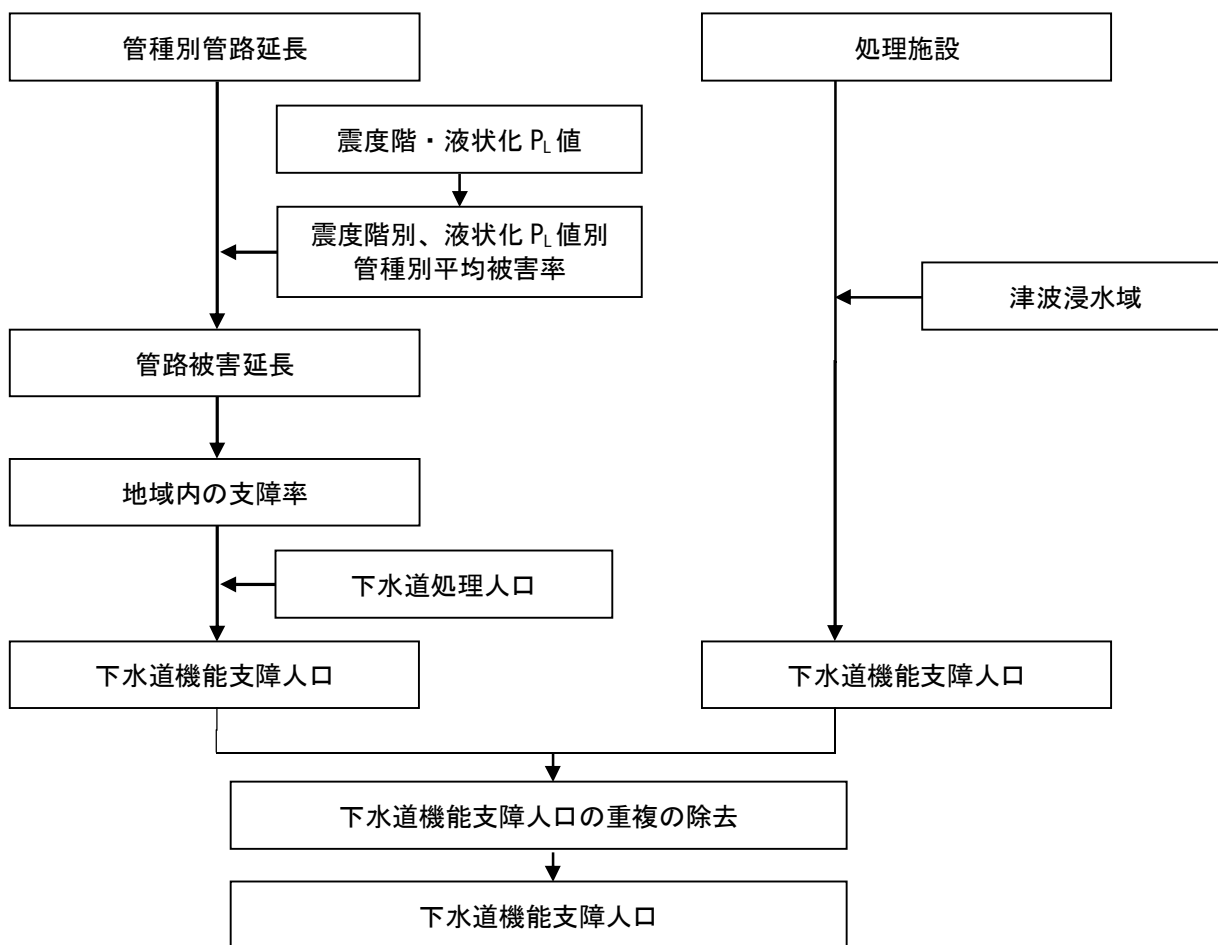 管種別管路延長
処理施設
震度階・液状化 PL 値
震度階別、液状化 PL 値別
管種別平均被害率
津波浸水域
管路被害延長
地域内の支障率
下水道処理人口
下水道機能支障人口
下水道機能支障人口
下水道機能支障人口の重複の除去
下水道機能支障人口